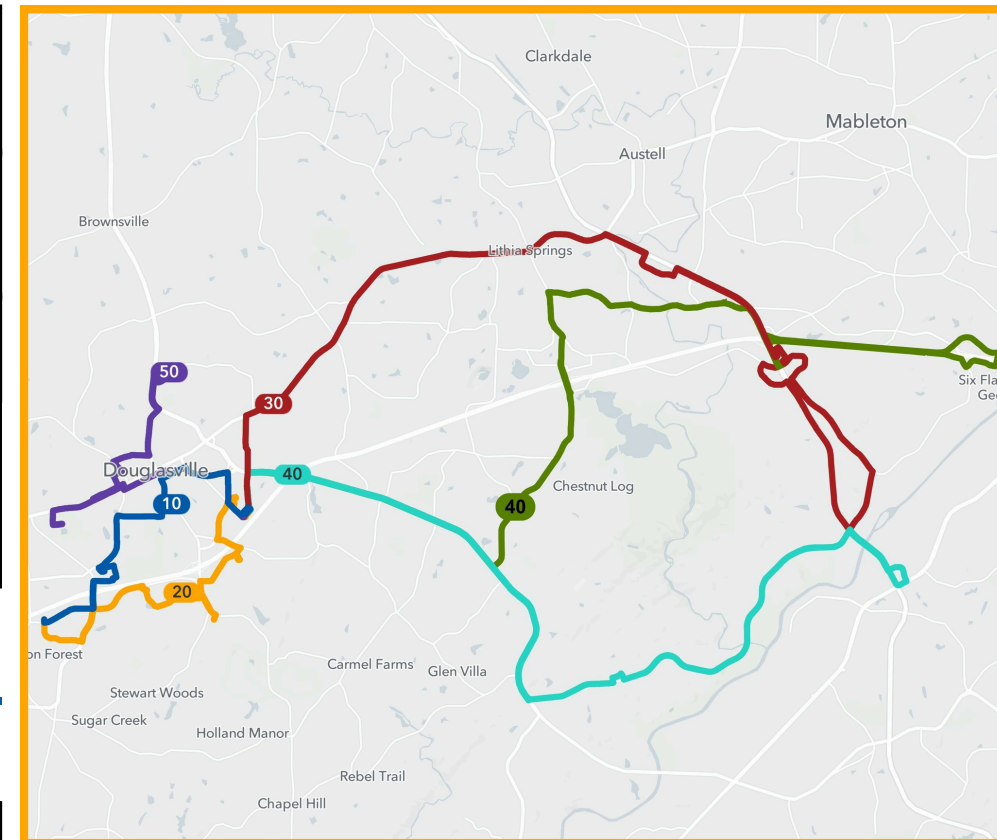 Clarkdale
Mableton
Austell
Brownsville
Lithia Springs
50
30
Six Fla
Geo
Douglasville
40
Chestnut Log
10
40
20
on Forest
Carmel Farms
Glen Villa
Stewart Woods
Sugar Creek
Holland Manor
Rebel Trail
Chapel Hill